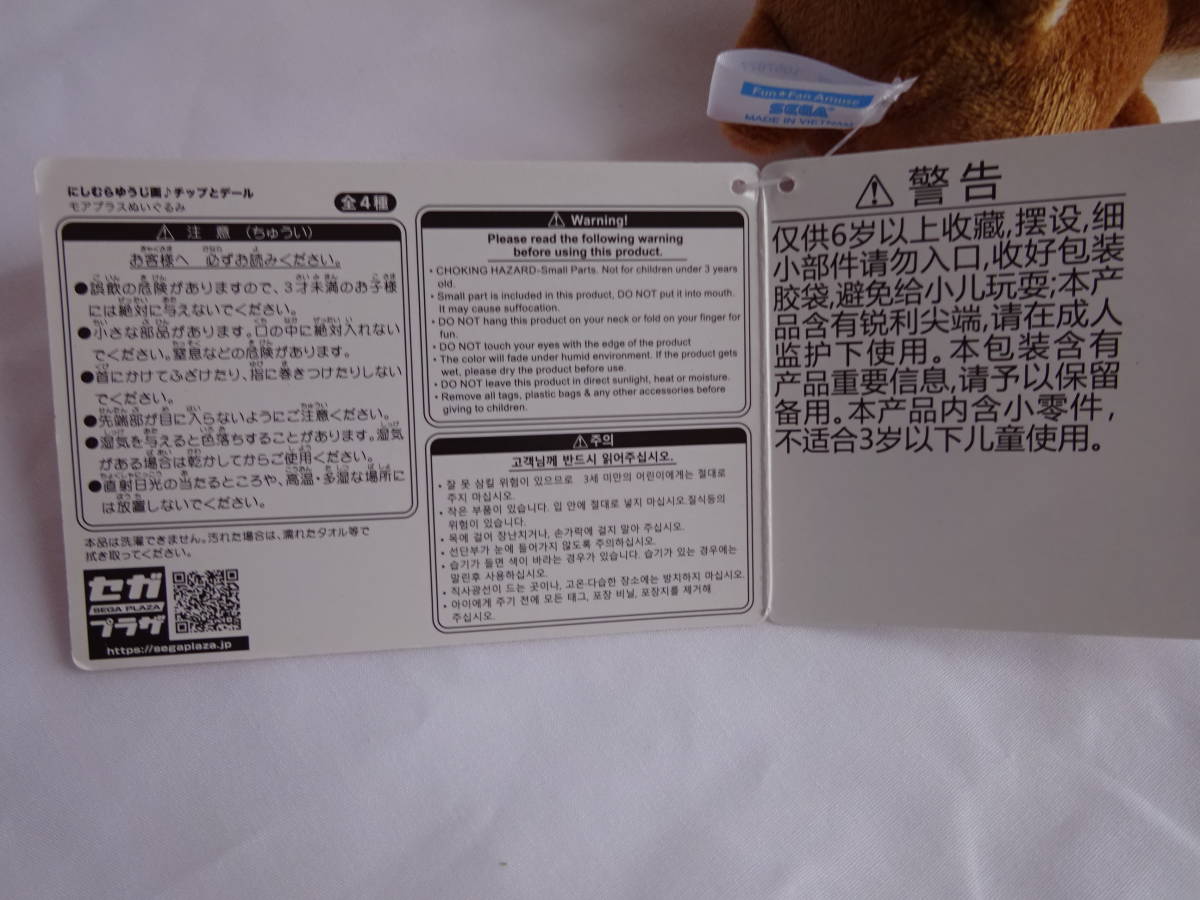 Fun★Fan Amuse
SEGA
MADE IN VIETNAM
にしむらゆうじ画♪チップとデール
モアプラスぬいぐるみ
全4種
⚠ 注意(ちゅうい)
お客様へ 必ずお読みください。
●誤飲の危険がありますので、3才未満のお子様
には絶対に与えないでください。
●小さな部品があります。口の中に絶対入れない
でください。窒息などの危険があります。
●首にかけてふざけたり、指に巻きつけたりしない
でください。
●先端部が目に入らないようにご注意ください。
●湿気を与えると色落ちすることがあります。湿気
がある場合は乾かしてからご使用ください。
●直射日光の当たるところや、高温・多湿な場所に
は放置しないでください。
本品は洗濯できません。汚れた場合は、濡れたタオル等で
拭き取ってください。
セガ
SEGA PLAZA
プラザ
https://segaplaza.jp
⚠ Warning!
Please read the following warning
before using this product.
・CHOKING HAZARD-Small Parts. Not for children under 3 years
old.
・Small part is included in this product, DO NOT put it into mouth.
It may cause suffocation.
・DO NOT hang this product on your neck or fold on your finger for
fun.
・DO NOT touch your eyes with the edge of the product
・The color will fade under humid environment. If the product gets
wet, please dry the product before use.
・DO NOT leave this product in direct sunlight, heat or moisture.
・Remove all tags, plastic bags & any other accessories before
giving to children.
⚠주의
고객님께 반드시 읽어주십시오.
・잘 못 삼킬 위험이 있으므로 3세 미만의 어린이에게는 절대로
주지 마십시오.
・작은 부품이 있습니다. 입 안에 절대로 넣지 마십시오.질식등의
위험이 있습니다.
・목에 걸어 장난치거나, 손가락에 걸지 말아 주십시오.
・선단부가 눈에 들어가지 않도록 주의하십시오.
・습기가 들면 색이 바라는 경우가 있습니다. 습기가 있는 경우에는
말린후 사용하십시오.
・직사광선이 드는 곳이나, 고온·다습한 장소에는 방치하지 마십시오.
・아이에게 주기 전에 모든 태그, 포장 비닐, 포장지를 제거해
주십시오.
⚠ 警告
仅供6岁以上收藏,摆设,细
小部件请勿入口,收好包装
胶袋,避免给小儿玩耍;本产
品含有锐利尖端,请在成人
监护下使用。本包装含有
产品重要信息,请予以保留
备用。本产品内含小零件,
不适合3岁以下儿童使用。